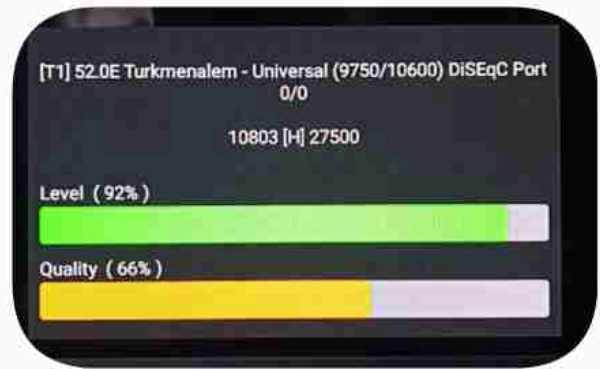 [T1] 52.0E Turkmenalem - Universal (9750/10600) DiSEqC Port
0/0
10803 [H] 27500
Level ( 92% )
Quality ( 66% )